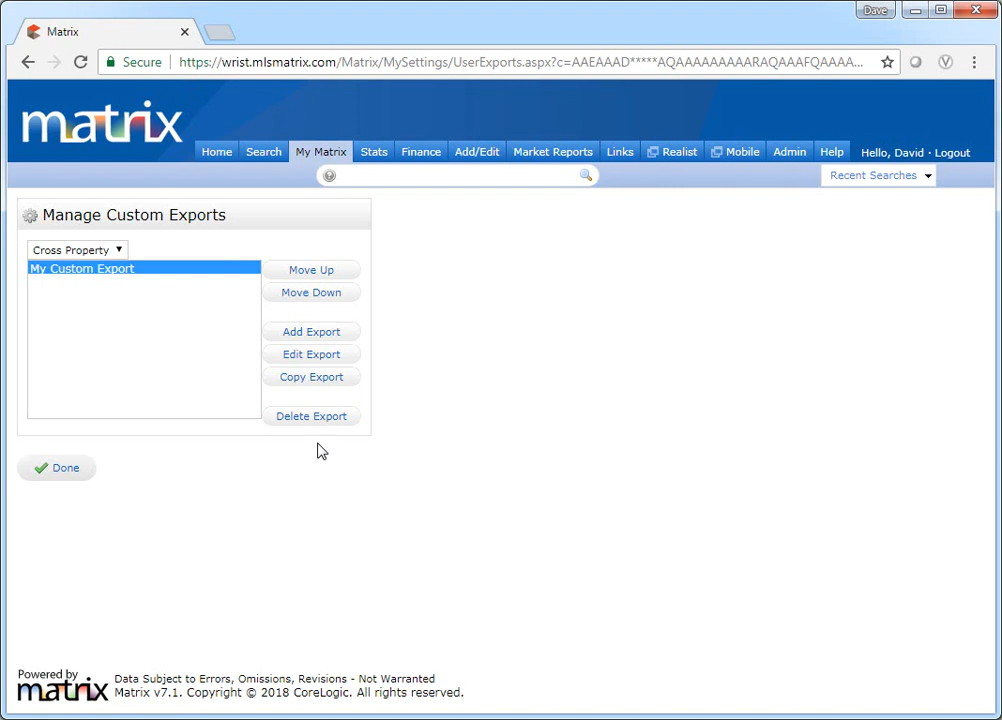 Dave
Matrix
Secure
https://wrist.mlsmatrix.com/Matrix/MySettings/UserExports.aspx?c=AAEAAAD*****AQAAAAAAAAARAQAAAFQAAAA...
matrix
Home Search My Matrix Stats Finance Add/Edit Market Reports Links Realist Mobile Admin Help Hello, David · Logout
Recent Searches
Manage Custom Exports
Cross Property
My Custom Export
Move Up
Move Down
Add Export
Edit Export
Copy Export
Delete Export
Done
Powered by
matrix
Data Subject to Errors, Omissions, Revisions - Not Warranted
Matrix v7.1. Copyright © 2018 CoreLogic. All rights reserved.